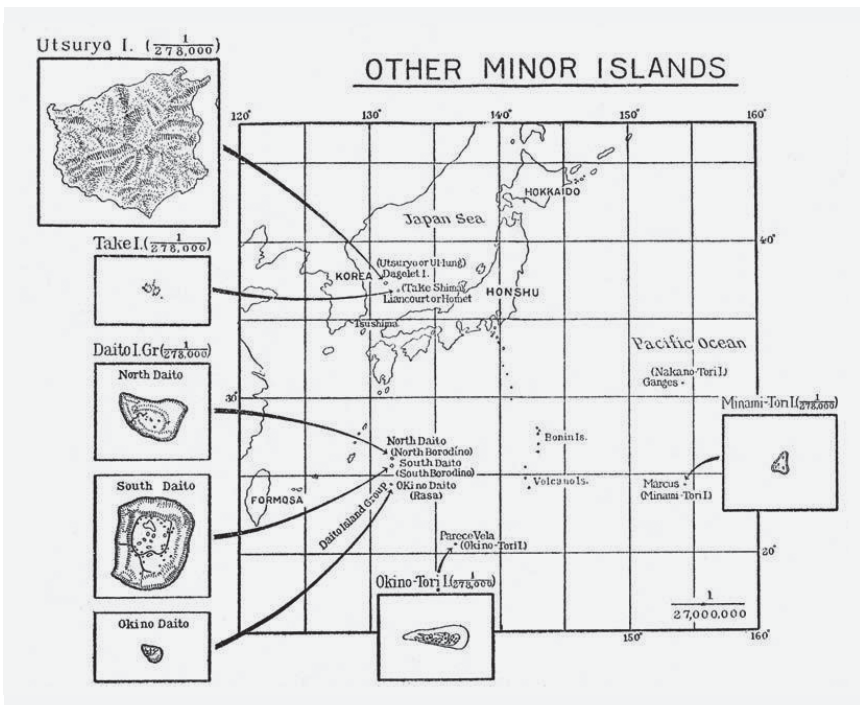 OTHER MINOR ISLANDS
Utsuryo I. (1/278,000)
120° 130° 140° 150° 160°
HOKKAIDO
Japan Sea
40°
Take I. (1/278,000)
(Utsuryo or Ul-lung)
Dagelet I.
KOREA
(Take Shima)
Liancourt or Hornet
HONSHU
Tsushima
Pacific Ocean
Daito I. Gr (1/278,000)
North Daito
(Nakano-Tori I.)
Ganges
30°
Minami-Tori I. (1/278,000)
North Daito
(North Borodino)
South Daito
(South Borodino)
OKino Daito
(Rasa)
Daito Island Group
Bonin Is.
Volcano Is.
Marcus
(Minami-Tori I.)
South Daito
FORMOSA
Parece Vela
(Okino-Tori I.)
20°
Okino-Tori I. (1/278,000)
1/27,000,000
Okino Daito
150° 160°